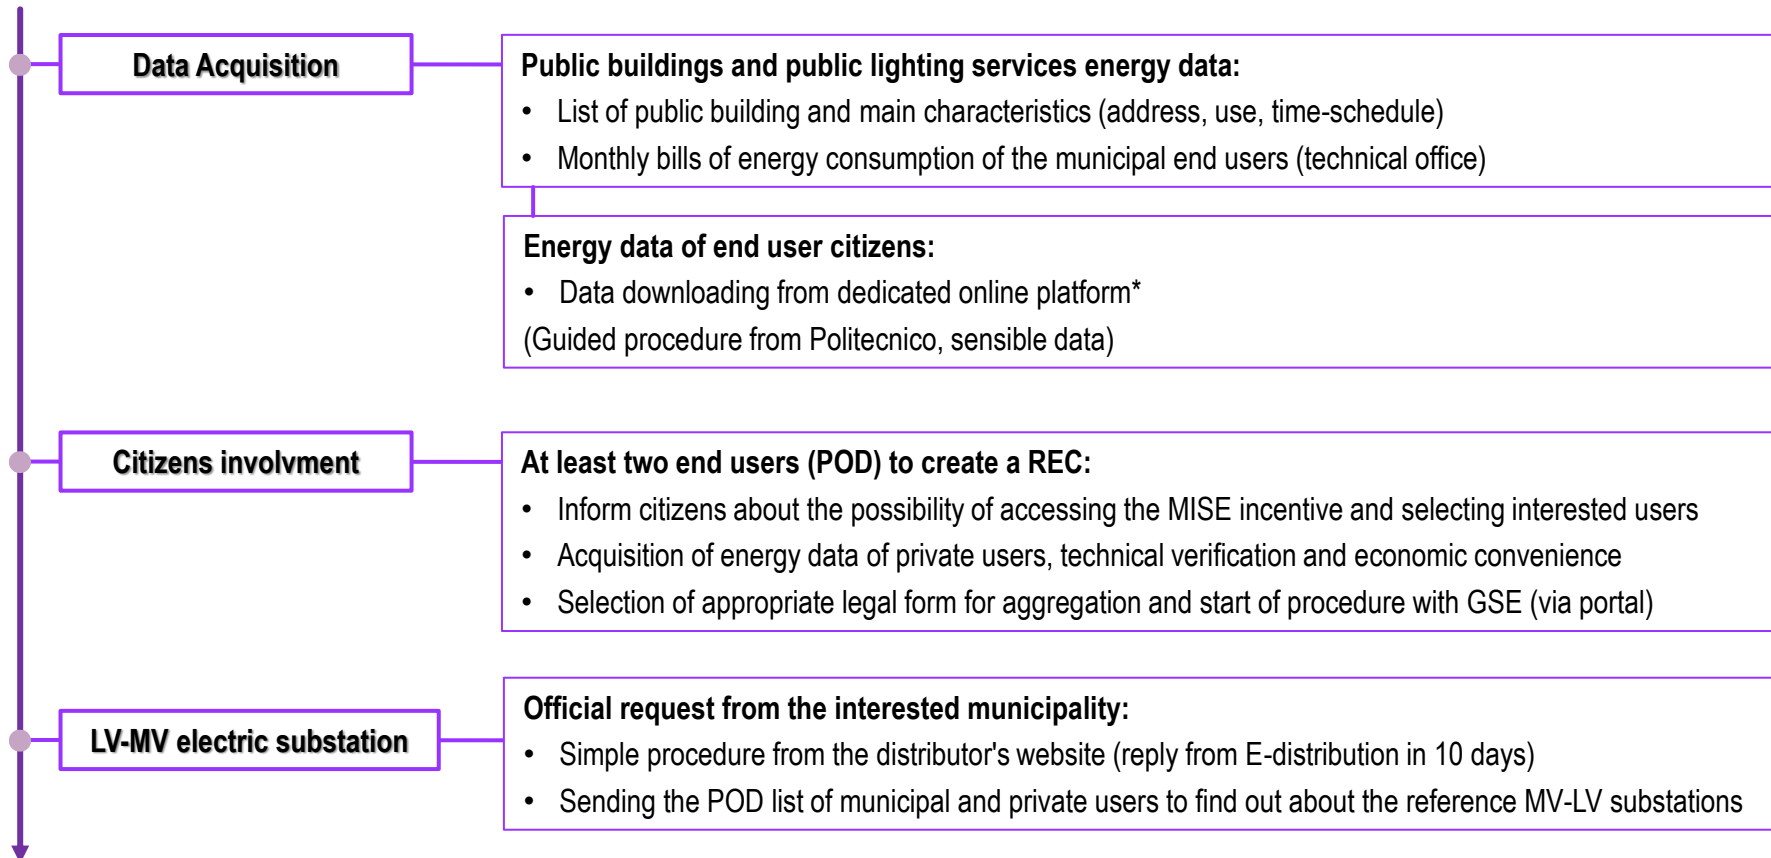 Data Acquisition
Public buildings and public lighting services energy data:
• List of public building and main characteristics (address, use, time-schedule)
• Monthly bills of energy consumption of the municipal end users (technical office)
Energy data of end user citizens:
• Data downloading from dedicated online platform*
(Guided procedure from Politecnico, sensible data)
Citizens involvment
At least two end users (POD) to create a REC:
• Inform citizens about the possibility of accessing the MISE incentive and selecting interested users
• Acquisition of energy data of private users, technical verification and economic convenience
• Selection of appropriate legal form for aggregation and start of procedure with GSE (via portal)
LV-MV electric substation
Official request from the interested municipality:
• Simple procedure from the distributor's website (reply from E-distribution in 10 days)
• Sending the POD list of municipal and private users to find out about the reference MV-LV substations